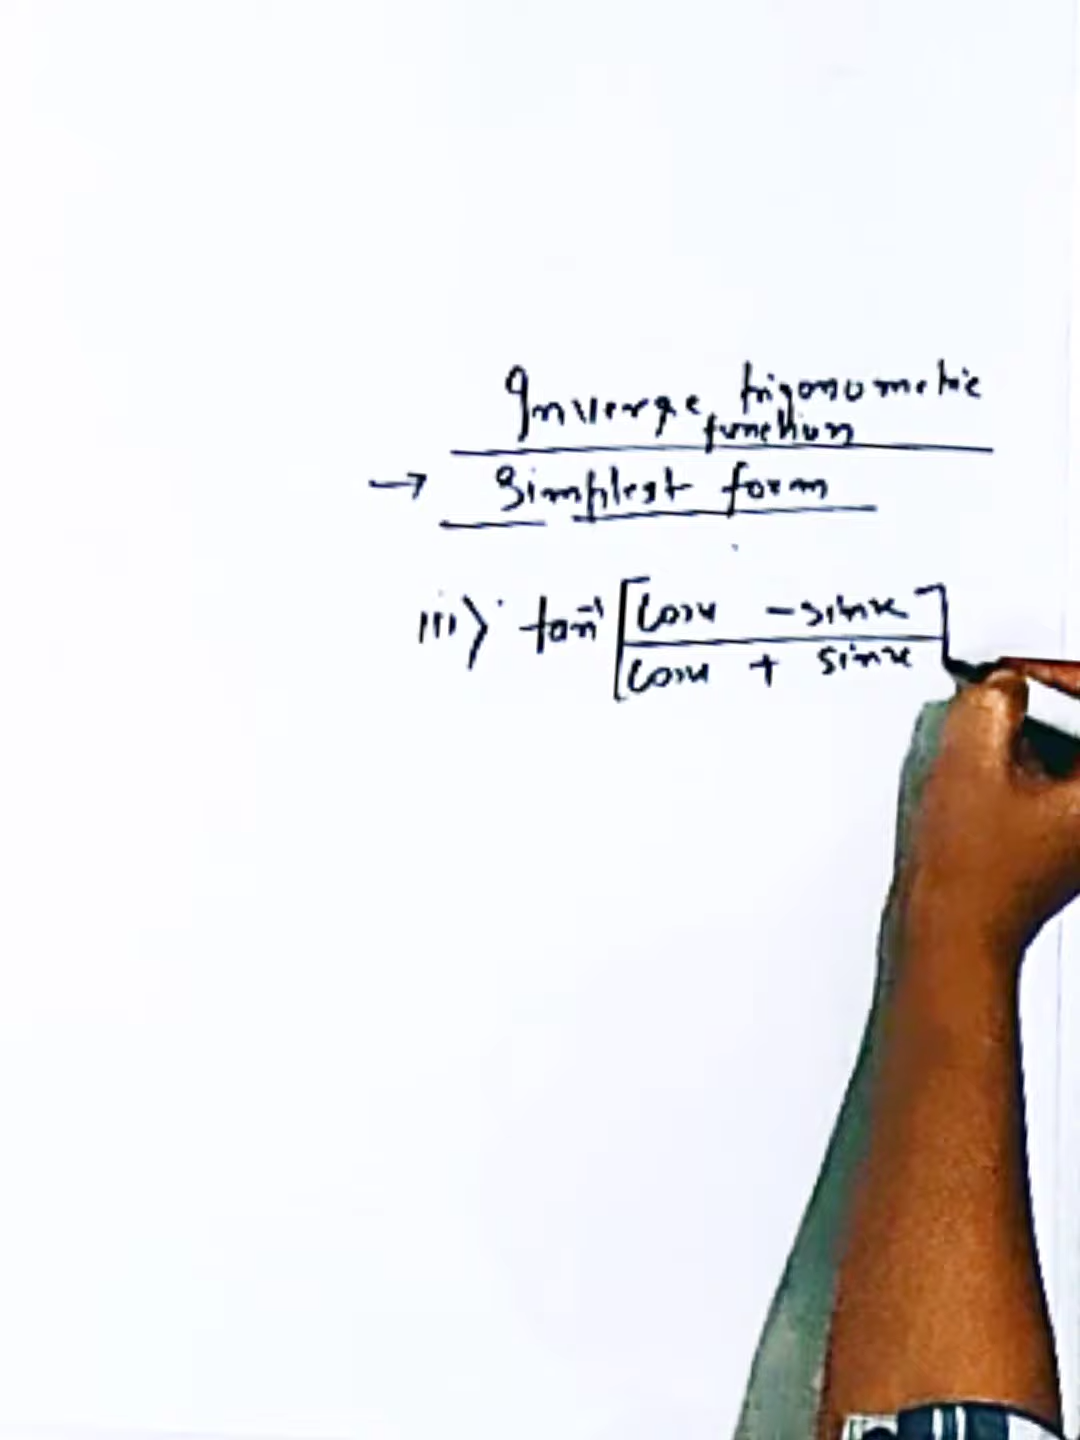 Inverse trigonometric
function
→ Simplest form
iii) tan⁻¹ [cosx - sinx
cosx + sinx]